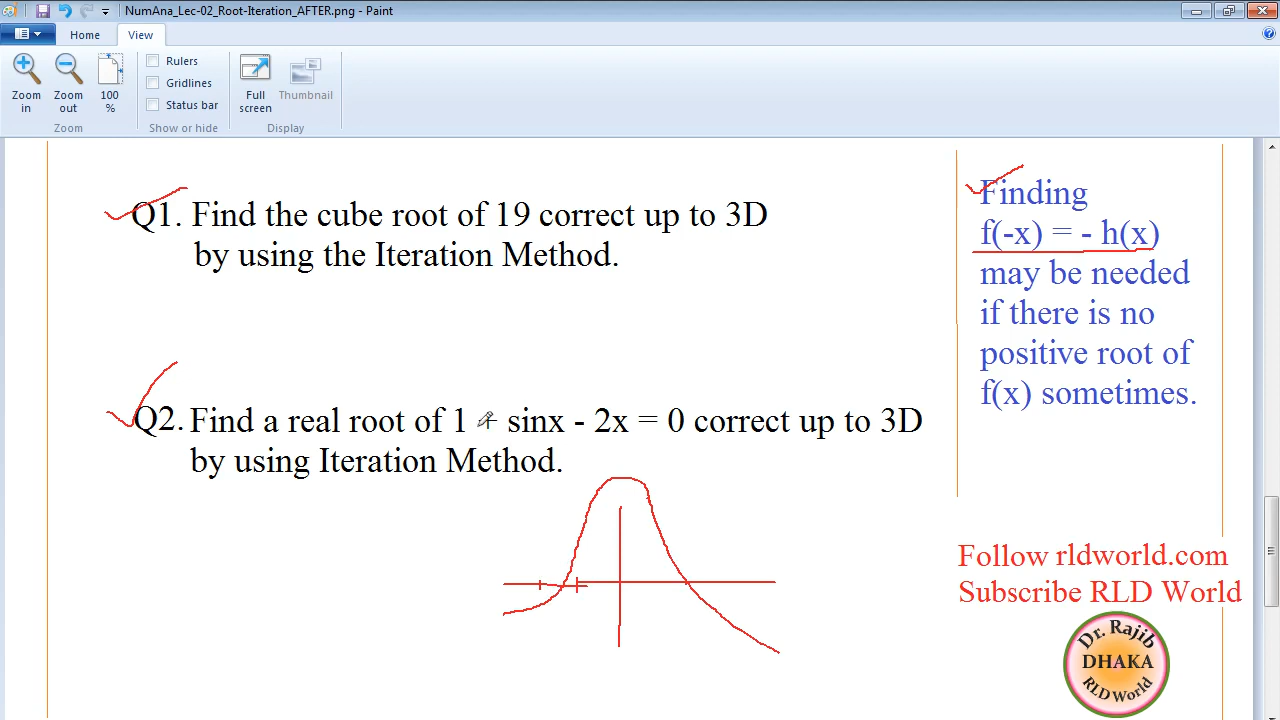 NumAna_Lec-02_Root-Iteration_AFTER.png - Paint
Home View
Zoom in
Zoom out
100 %
Zoom
Rulers
Gridlines
Status bar
Show or hide
Full screen
Thumbnail
Display
Q1. Find the cube root of 19 correct up to 3D
by using the Iteration Method.
Q2. Find a real root of 1 sinx - 2x = 0 correct up to 3D
by using Iteration Method.
Finding
f(-x) = - h(x)
may be needed
if there is no
positive root of
f(x) sometimes.
Follow rldworld.com
Subscribe RLD World
Dr. Rajib
DHAKA
RLD World